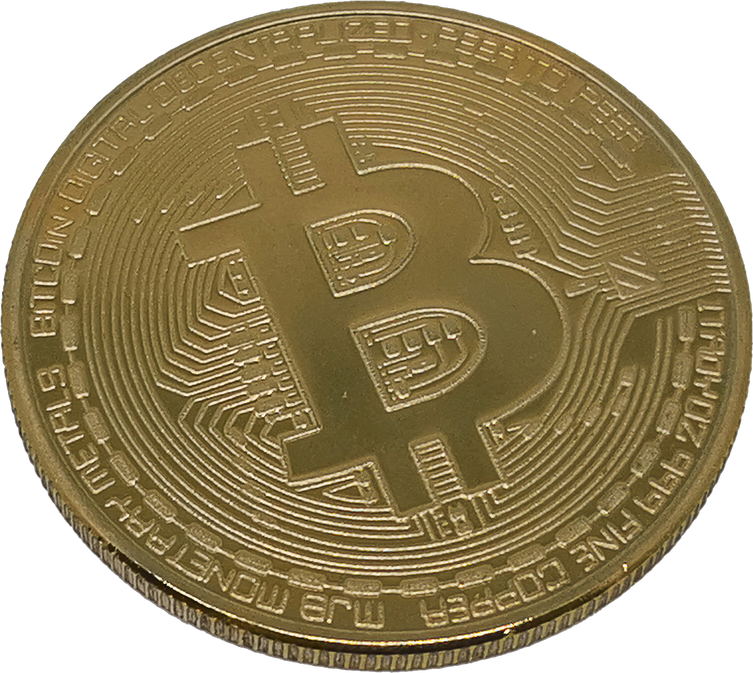 BITCOIN · DIGITAL · DECENTRALIZED · PEER TO PEER
999 FINE COPPER
MJB MONETARY METALS